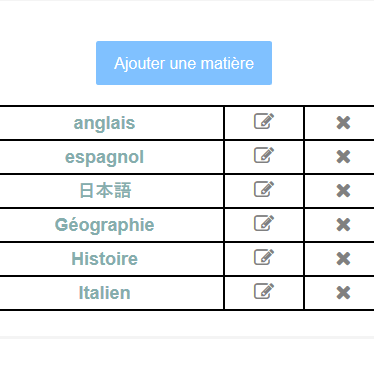 Ajouter une matière
anglais
espagnol
日本語
Géographie
Histoire
Italien